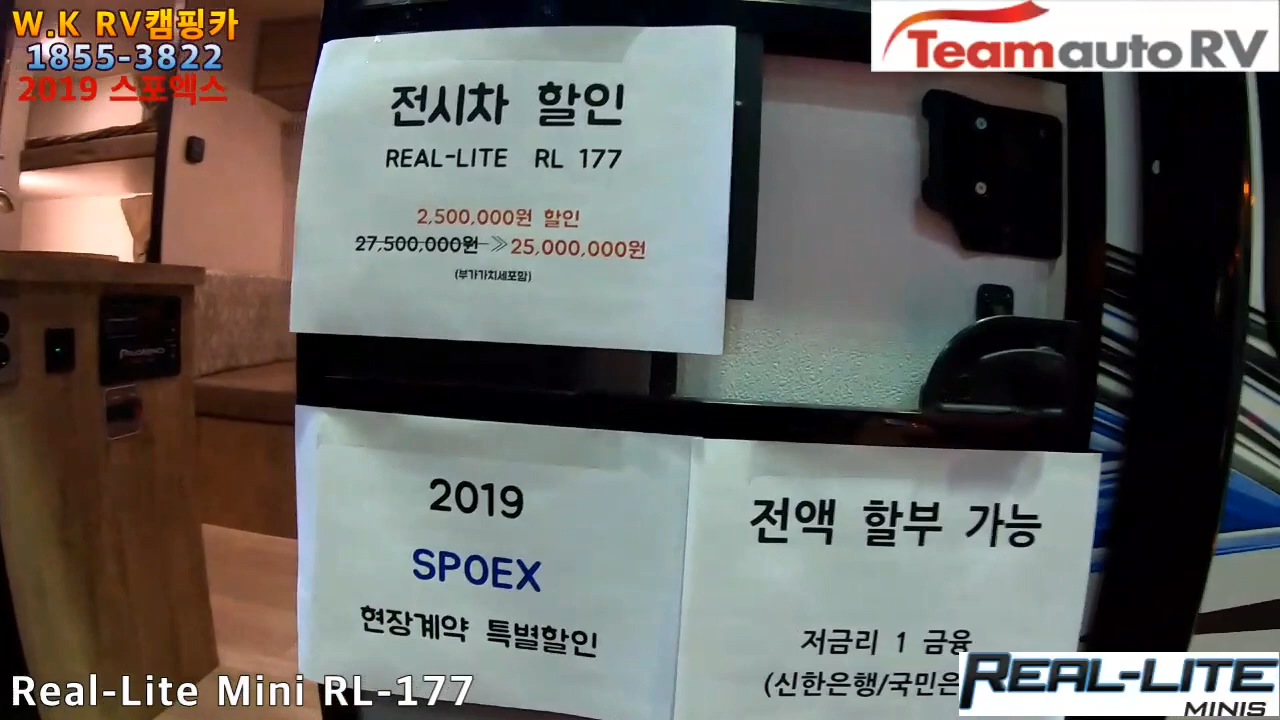 W.K RV캠핑카
1855-3822
2019 스포엑스
Teamauto RV
전시차 할인
REAL-LITE RL 177
2,500,000원 할인
27,500,000원 ≫25,000,000원
(부가가치세포함)
2019
SPOEX
현장계약 특별할인
전액 할부 가능
저금리 1 금융
(신한은행/국민은
Real-Lite Mini RL-177
REAL-LITE
MINIS